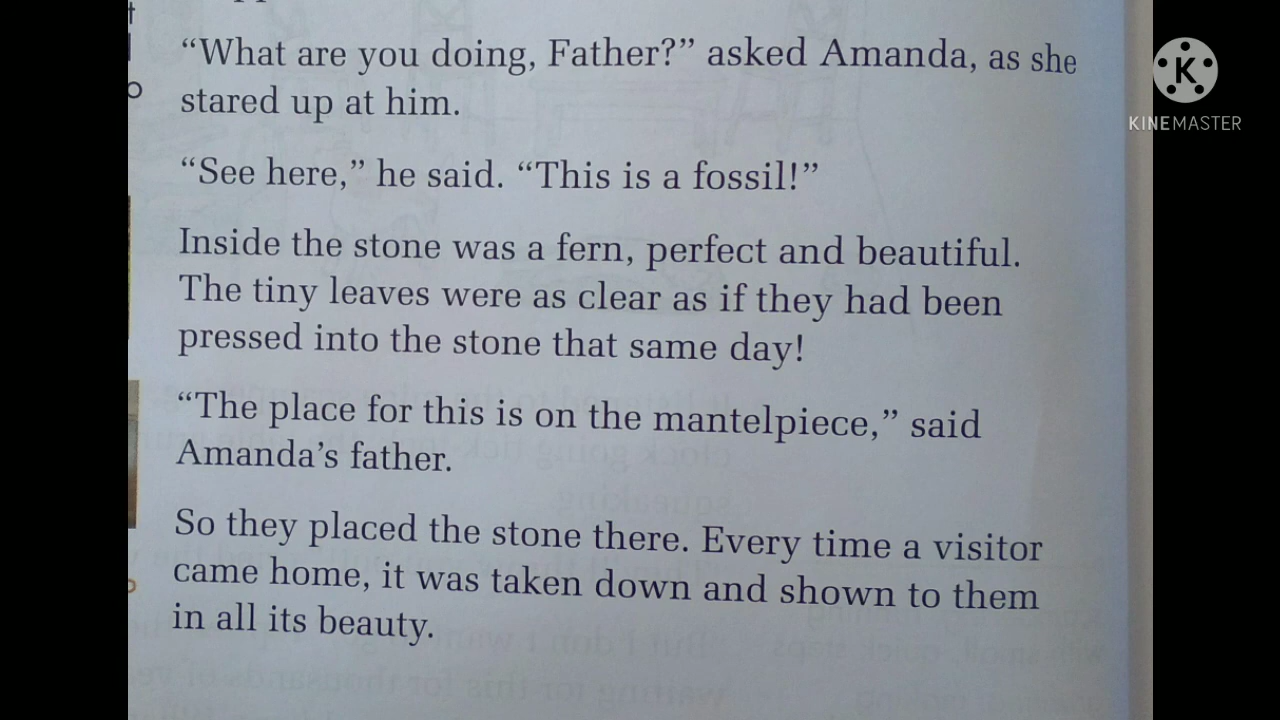 “What are you doing, Father?” asked Amanda, as she
stared up at him.
“See here,” he said. “This is a fossil!”
Inside the stone was a fern, perfect and beautiful.
The tiny leaves were as clear as if they had been
pressed into the stone that same day!
“The place for this is on the mantelpiece,” said
Amanda’s father.
So they placed the stone there. Every time a visitor
came home, it was taken down and shown to them
in all its beauty.
KINEMASTER